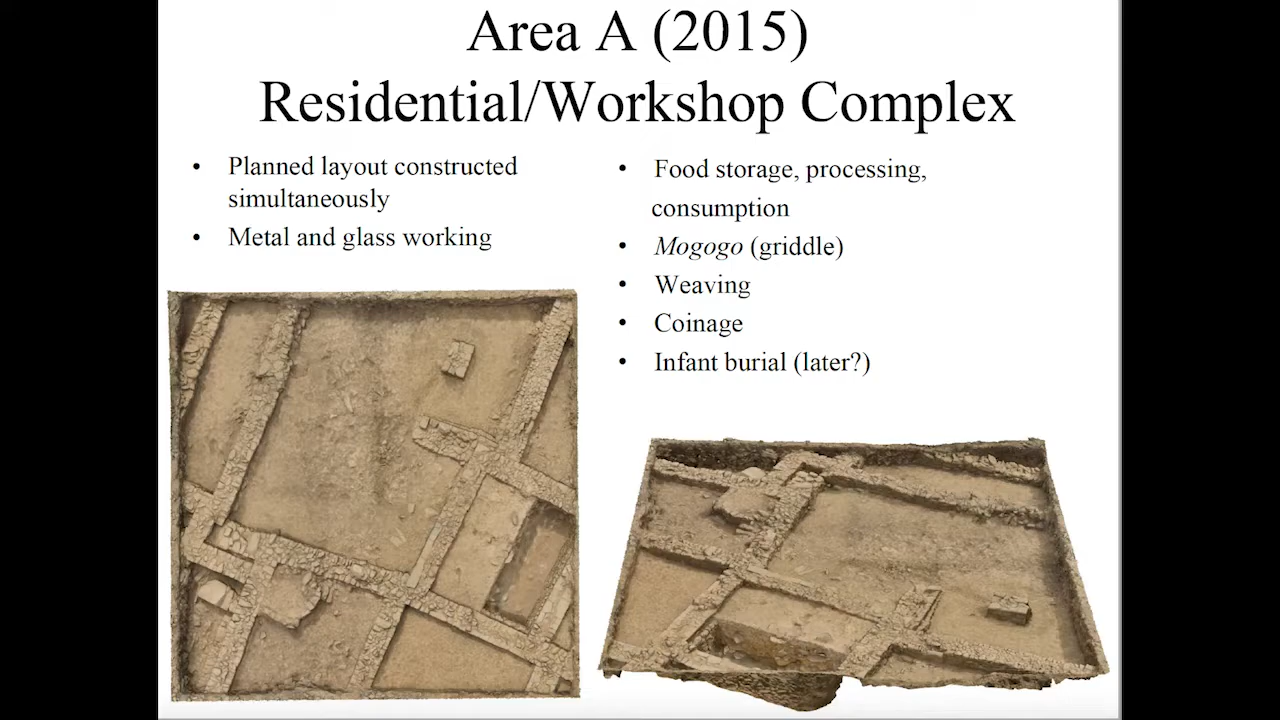 Area A (2015)
Residential/Workshop Complex
• Planned layout constructed
simultaneously
• Metal and glass working
• Food storage, processing,
consumption
• Mogogo (griddle)
• Weaving
• Coinage
• Infant burial (later?)